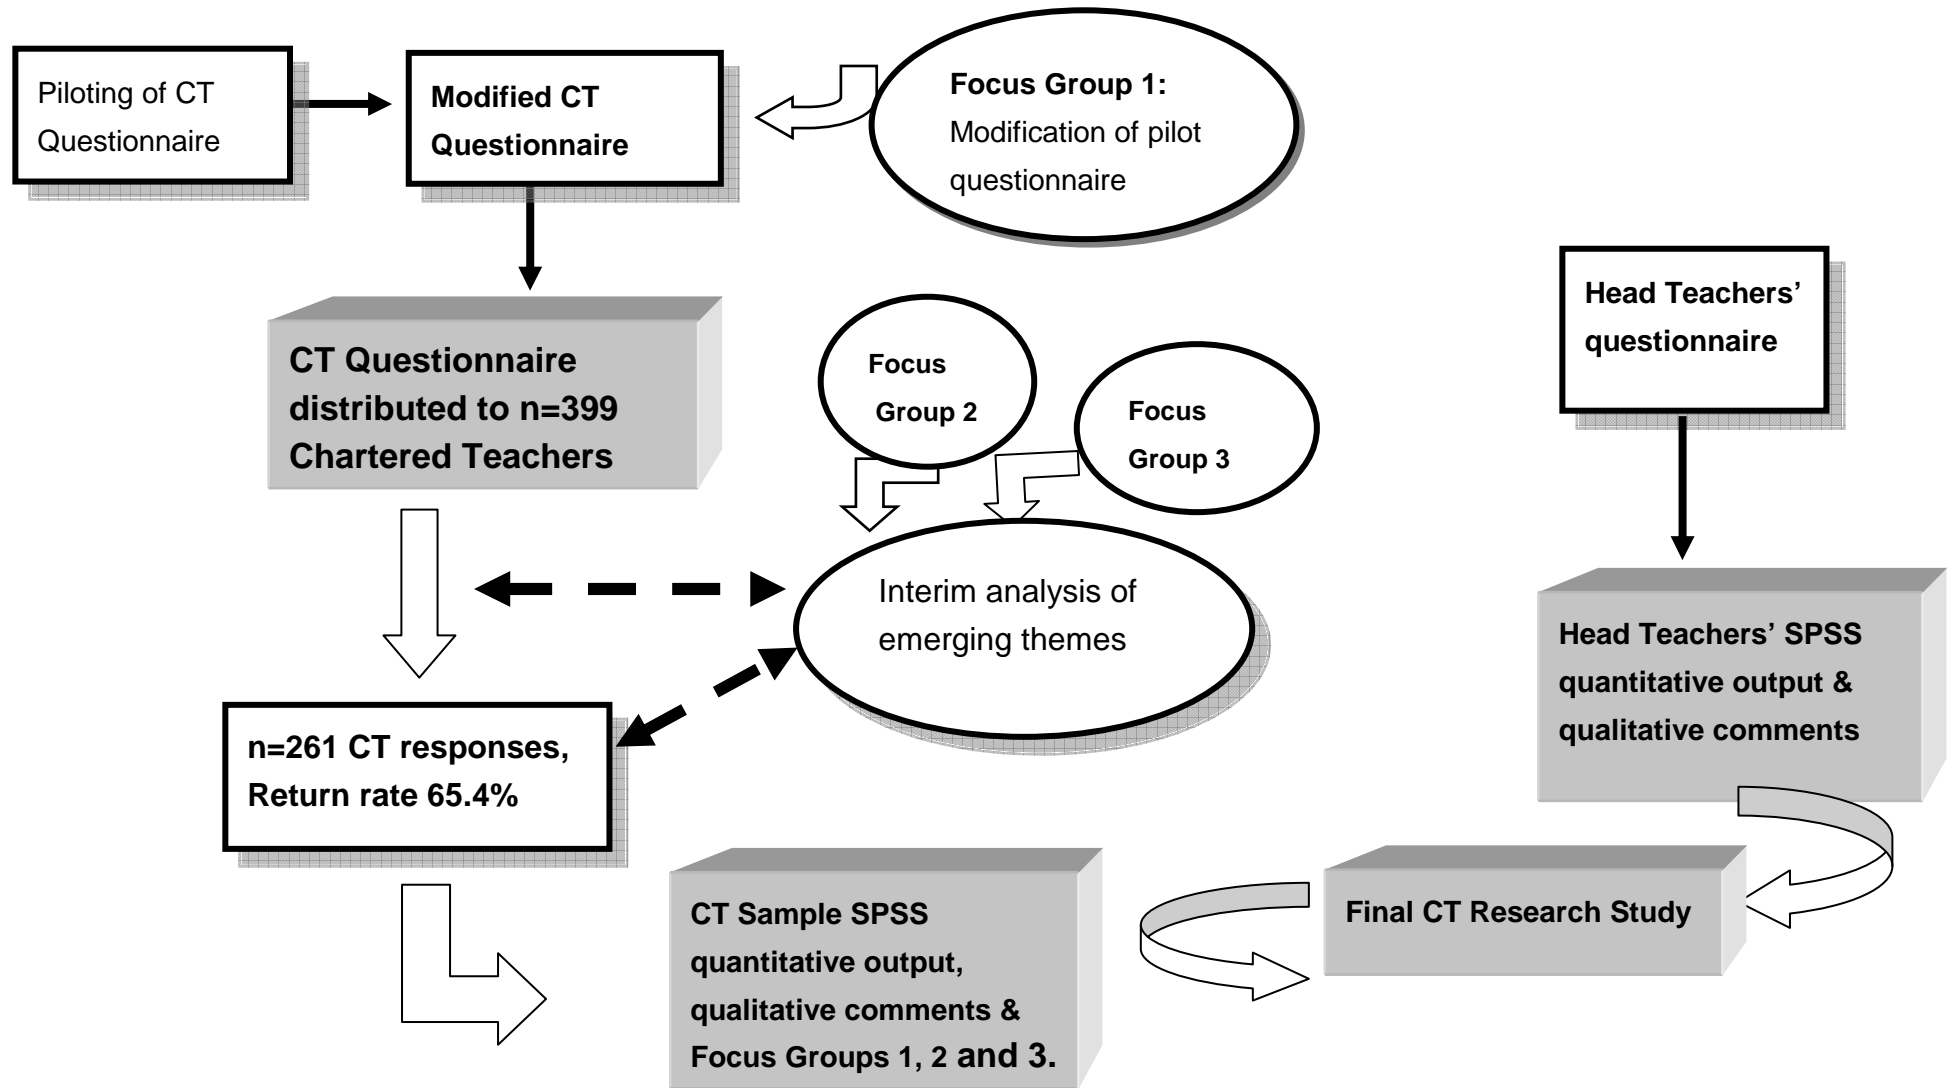 Piloting of CT
Questionnaire
Modified CT
Questionnaire
Focus Group 1:
Modification of pilot
questionnaire
CT Questionnaire
distributed to n=399
Chartered Teachers
Focus
Group 2
Focus
Group 3
Head Teachers’
questionnaire
Interim analysis of
emerging themes
Head Teachers’ SPSS
quantitative output &
qualitative comments
n=261 CT responses,
Return rate 65.4%
CT Sample SPSS
quantitative output,
qualitative comments &
Focus Groups 1, 2 and 3.
Final CT Research Study